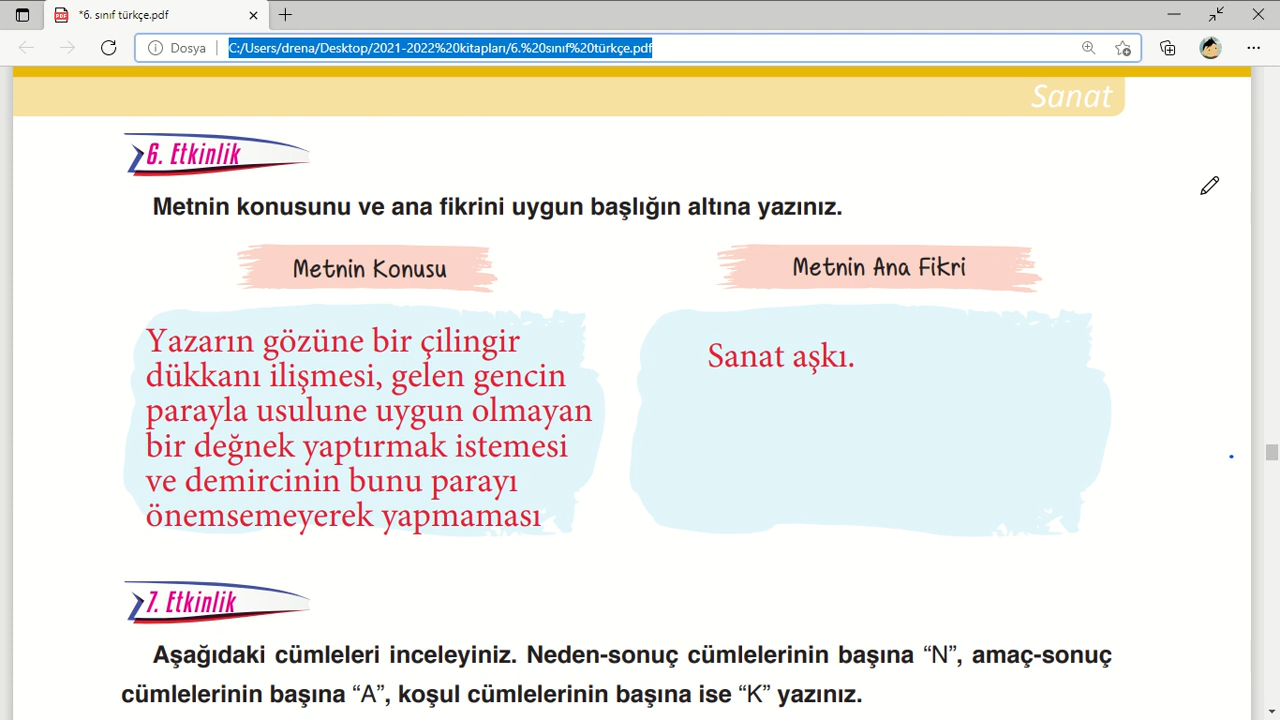 *6. sınıf türkçe.pdf
Dosya
C:/Users/drena/Desktop/2021-2022%20kitapları/6.%20sınıf%20türkçe.pdf
Sanat
6. Etkinlik
Metnin konusunu ve ana fikrini uygun başlığın altına yazınız.
Metnin Konusu
Yazarın gözüne bir çilingir
dükkanı ilişmesi, gelen gencin
parayla usulune uygun olmayan
bir değnek yaptırmak istemesi
ve demircinin bunu parayı
önemsemeyerek yapmaması
Metnin Ana Fikri
Sanat aşkı.
7. Etkinlik
Aşağıdaki cümleleri inceleyiniz. Neden-sonuç cümlelerinin başına “N”, amaç-sonuç
cümlelerinin başına “A”, koşul cümlelerinin başına ise “K” yazınız.